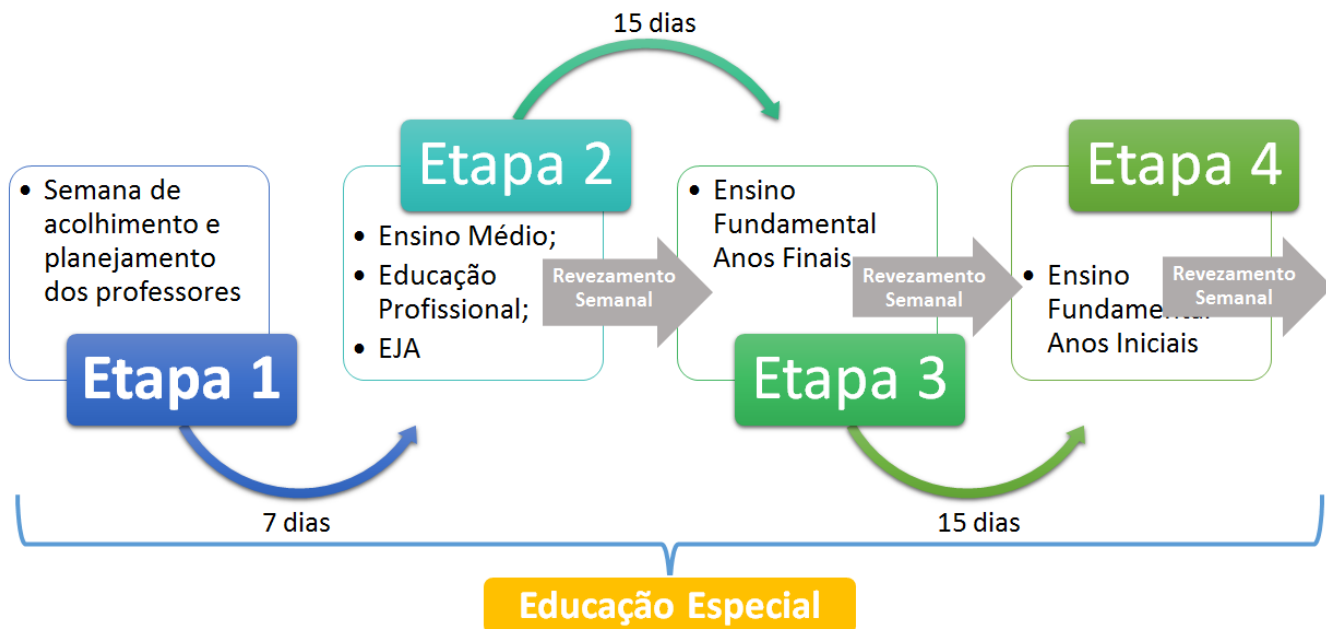 15 dias
• Semana de
acolhimento e
planejamento
dos professores
Etapa 1
7 dias
Etapa 2
• Ensino Médio;
• Educação
Profissional;
• EJA
Revezamento
Semanal
• Ensino
Fundamental
Anos Finais
Etapa 3
Revezamento
Semanal
15 dias
Etapa 4
• Ensino
Fundamental
Anos Iniciais
Revezamento
Semanal
Educação Especial